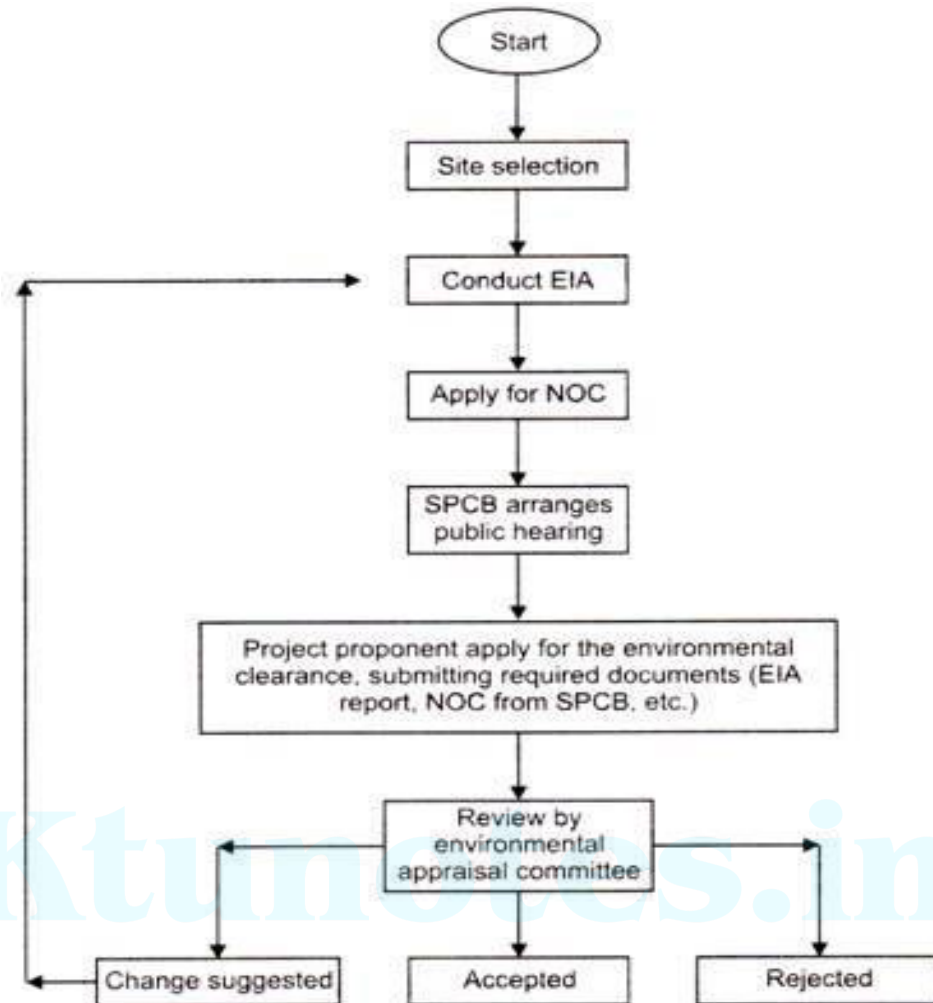 Start
Site selection
Conduct EIA
Apply for NOC
SPCB arranges
public hearing
Project proponent apply for the environmental
clearance, submitting required documents (EIA
report, NOC from SPCB, etc.)
Review by
environmental
appraisal committee
Ktunotes.in
Change suggested
Accepted
Rejected